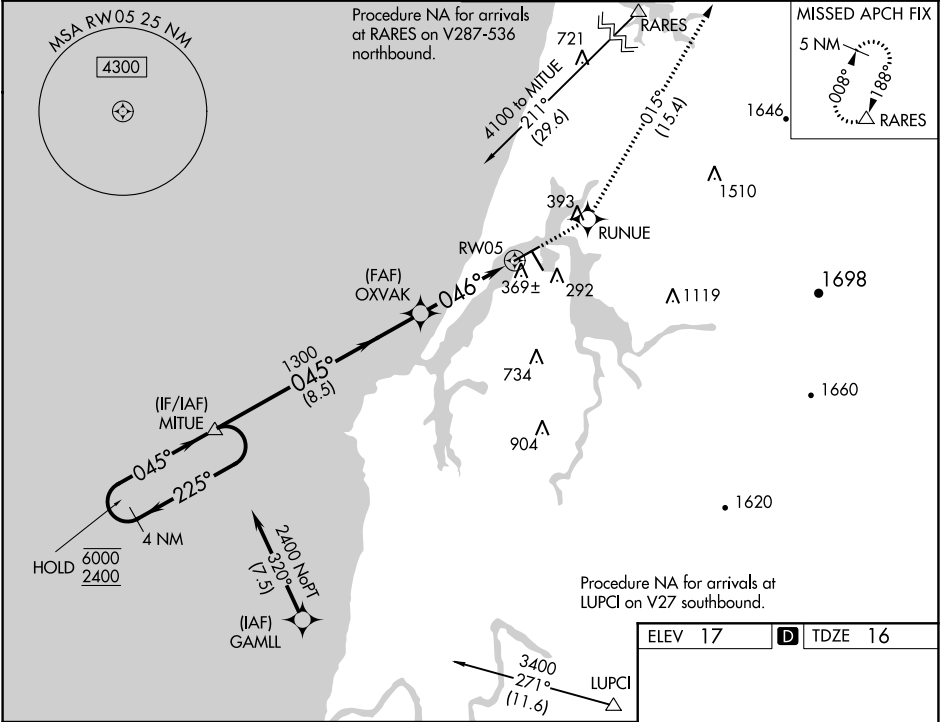 MSA RW05 25 NM
4300
Procedure NA for arrivals
at RARES on V287-536
northbound.
RARES
721
4100 to MITUE
211°
(29.6)
015°
(15.4)
MISSED APCH FIX
5 NM
008°
188°
RARES
1646
1510
393
RUNUE
RW05
369±
292
1119
1698
(FAF)
OXVAK
046°
1300
045°
(8.5)
734
1660
(IF/IAF)
MITUE
904
045°
225°
4 NM
HOLD 6000
2400
1620
2400 NoPT
320°
(7.5)
(IAF)
GAMLL
Procedure NA for arrivals at
LUPCI on V27 southbound.
ELEV 17 D TDZE 16
3400
271°
(11.6)
LUPCI